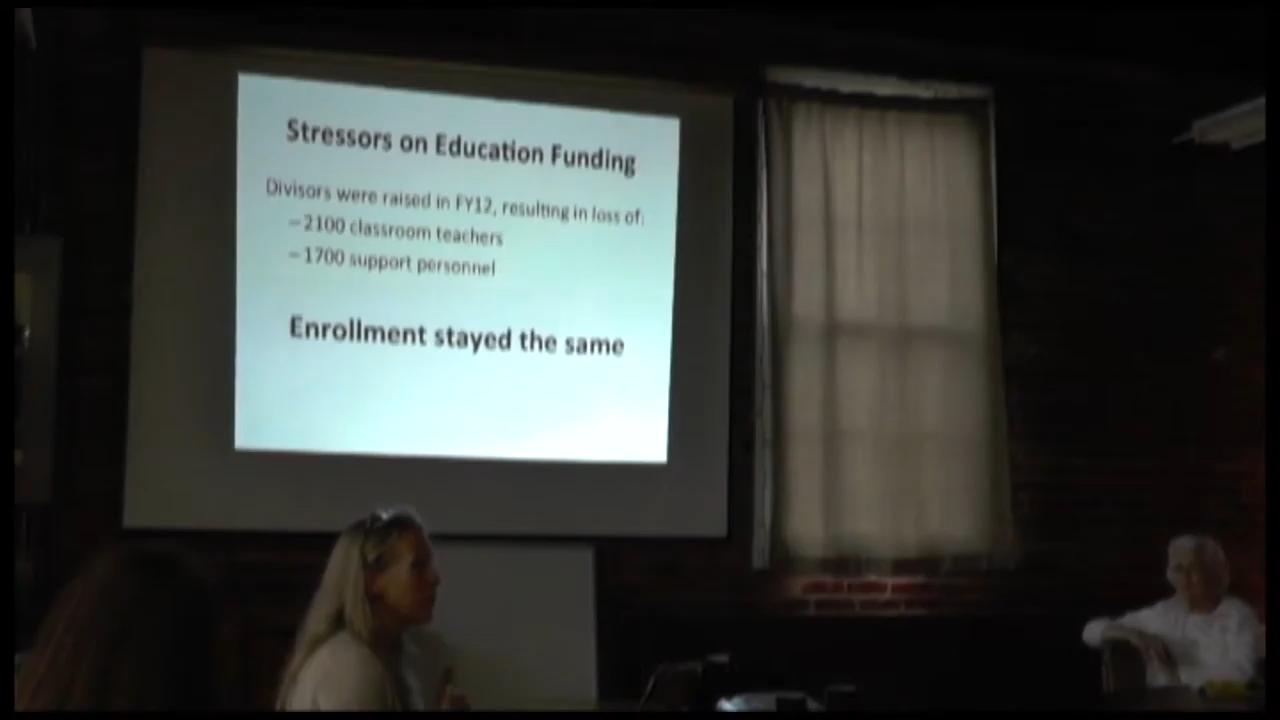 Stressors on Education Funding
Divisors were raised in FY12, resulting in loss of:
– 2100 classroom teachers
– 1700 support personnel
Enrollment stayed the same